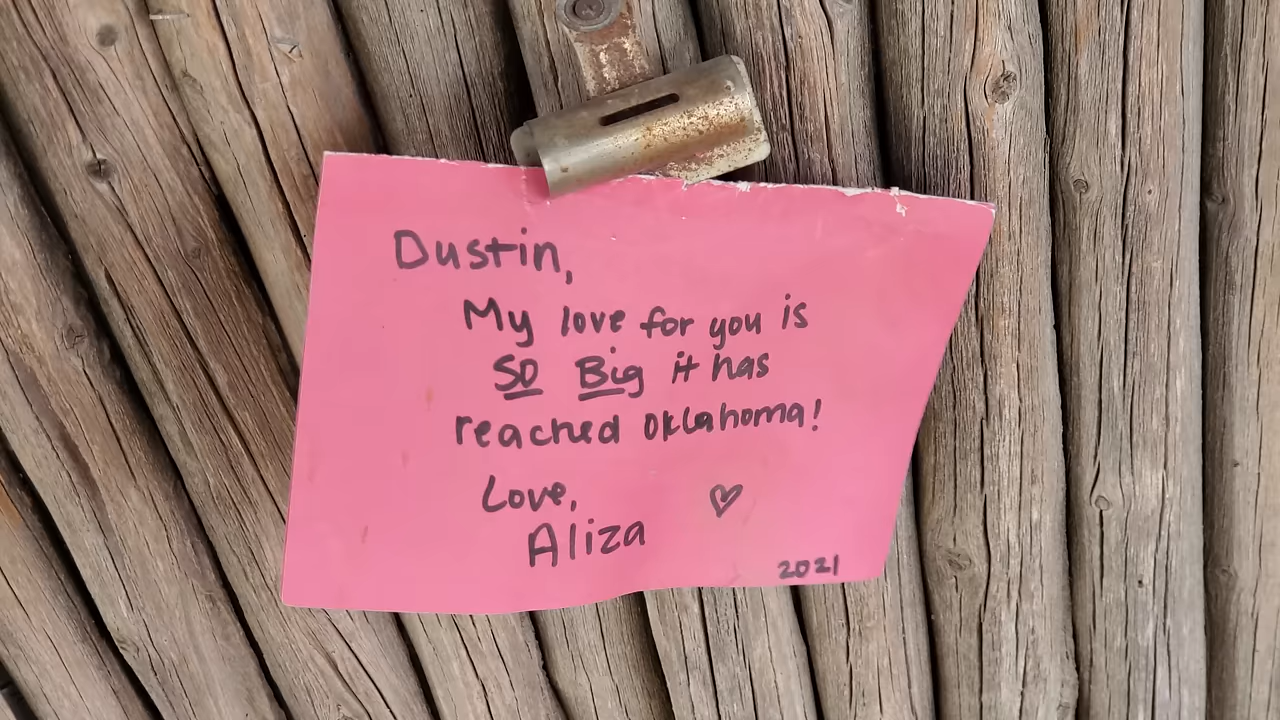 Dustin,
My love for you is
SO Big it has
reached Oklahoma!
Love,
Aliza
2021